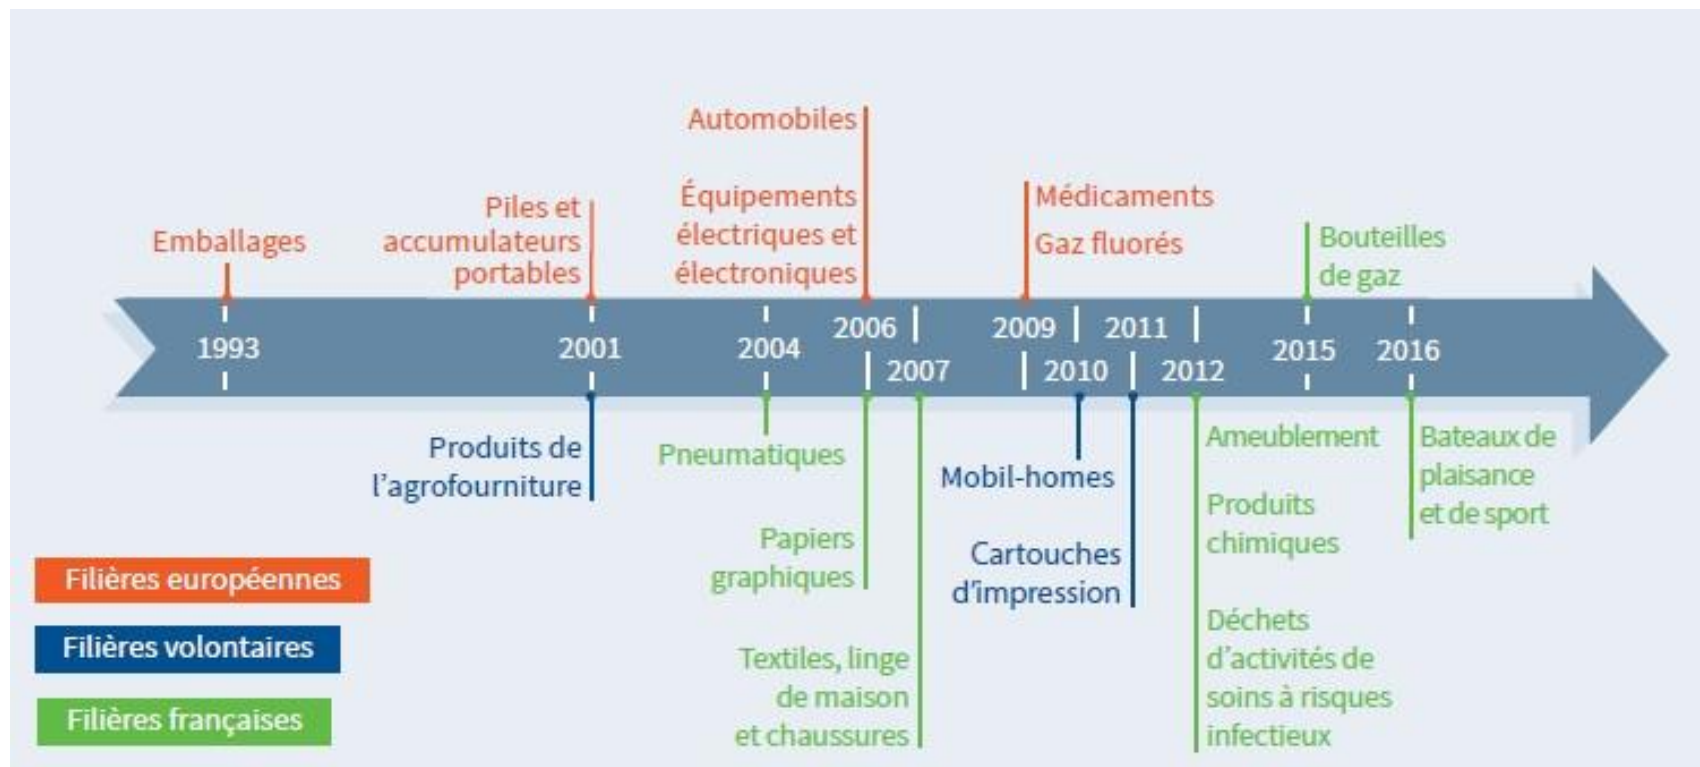 Automobiles
Équipements
électriques et
électroniques
Piles et
accumulateurs
portables
Emballages
Médicaments
Gaz fluorés
Bouteilles
de gaz
1993
2001
2004
2006
2007
2009
2010
2011
2012
2015
2016
Produits de
l'agrofourniture
Pneumatiques
Papiers
graphiques
Textiles, linge
de maison
et chaussures
Mobil-homes
Cartouches
d'impression
Ameublement
Produits
chimiques
Déchets
d'activités de
soins à risques
infectieux
Bateaux de
plaisance
et de sport
Filières européennes
Filières volontaires
Filières françaises